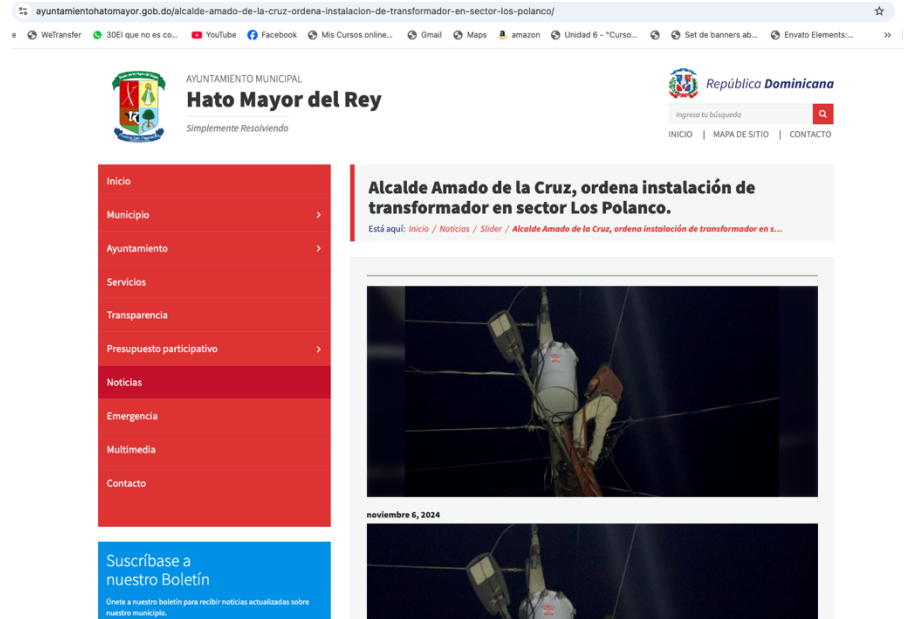 ayuntamientohatomayor.gob.do/alcalde-amado-de-la-cruz-ordena-instalacion-de-transformador-en-sector-los-polanco/
e WeTransfer 30El que no es co... YouTube Facebook Mis Cursos online... Gmail Maps amazon Unidad 6 - "Curso... Set de banners ab... Envato Elements:... »
AYUNTAMIENTO MUNICIPAL
Hato Mayor del Rey
Simplemente Resolviendo
República Dominicana
Ingresa tu búsqueda
INICIO | MAPA DE SITIO | CONTACTO
Inicio
Municipio
Ayuntamiento
Servicios
Transparencia
Presupuesto participativo
Noticias
Emergencia
Multimedia
Contacto
Alcalde Amado de la Cruz, ordena instalación de
transformador en sector Los Polanco.
Está aquí: Inicio / Noticias / Slider / Alcalde Amado de la Cruz, ordena instalación de transformador en s...
noviembre 6, 2024
Suscríbase a
nuestro Boletín
Únete a nuestro boletín para recibir noticias actualizadas sobre
nuestro municipio.